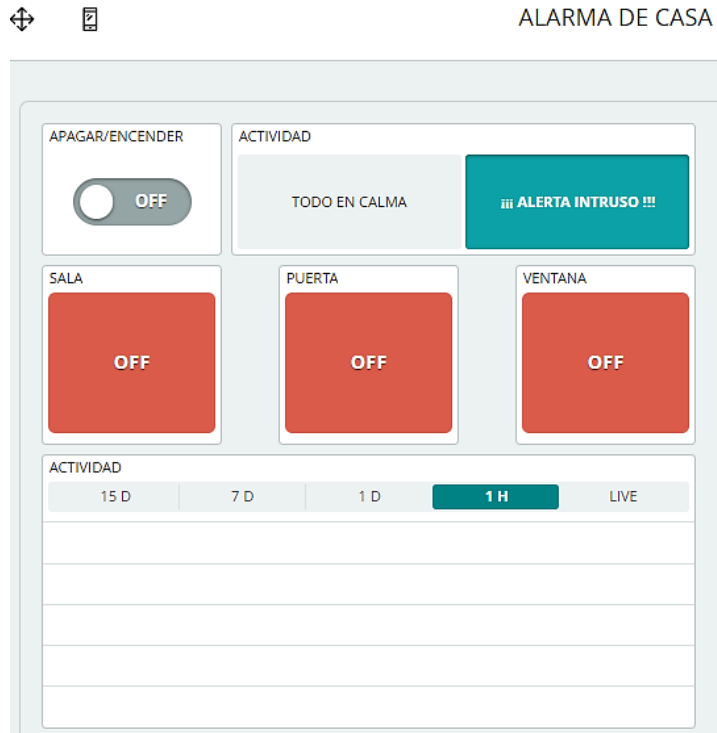 ALARMA DE CASA
APAGAR/ENCENDER
OFF
ACTIVIDAD
TODO EN CALMA
¡¡¡ ALERTA INTRUSO !!!
SALA
OFF
PUERTA
OFF
VENTANA
OFF
ACTIVIDAD
15 D 7 D 1 D 1 H LIVE